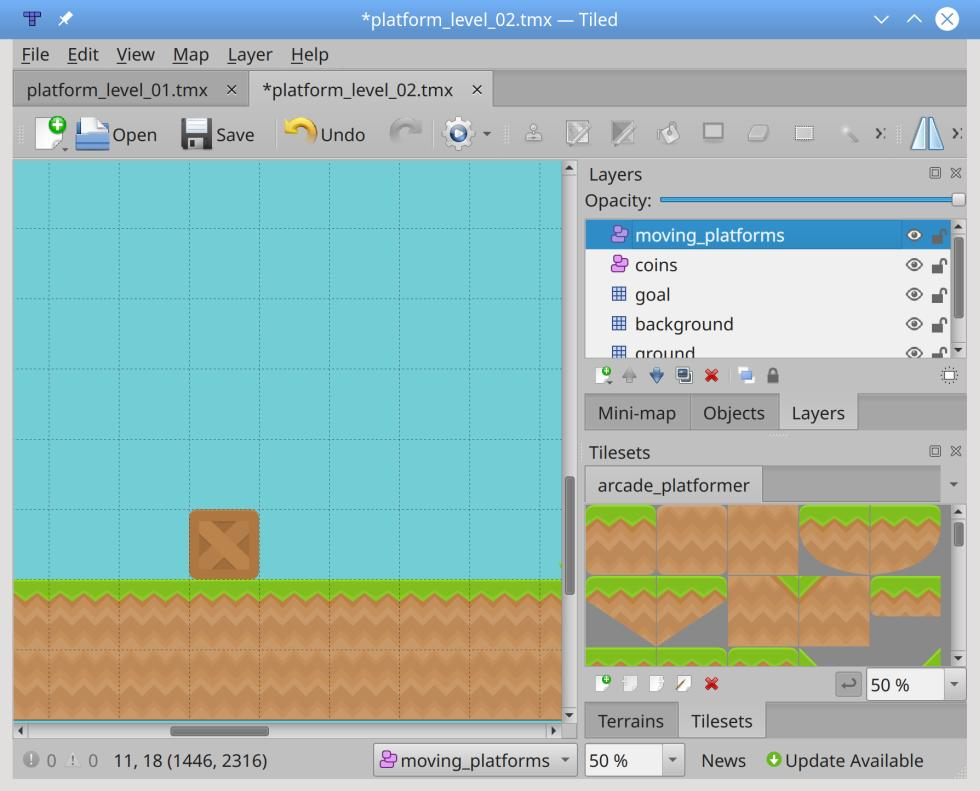 *platform_level_02.tmx — Tiled
File Edit View Map Layer Help
platform_level_01.tmx *platform_level_02.tmx
Open Save Undo
Layers
Opacity:
moving_platforms
coins
goal
background
ground
Mini-map Objects Layers
Tilesets
arcade_platformer
50 %
Terrains Tilesets
0 0 11, 18 (1446, 2316) moving_platforms 50 % News Update Available